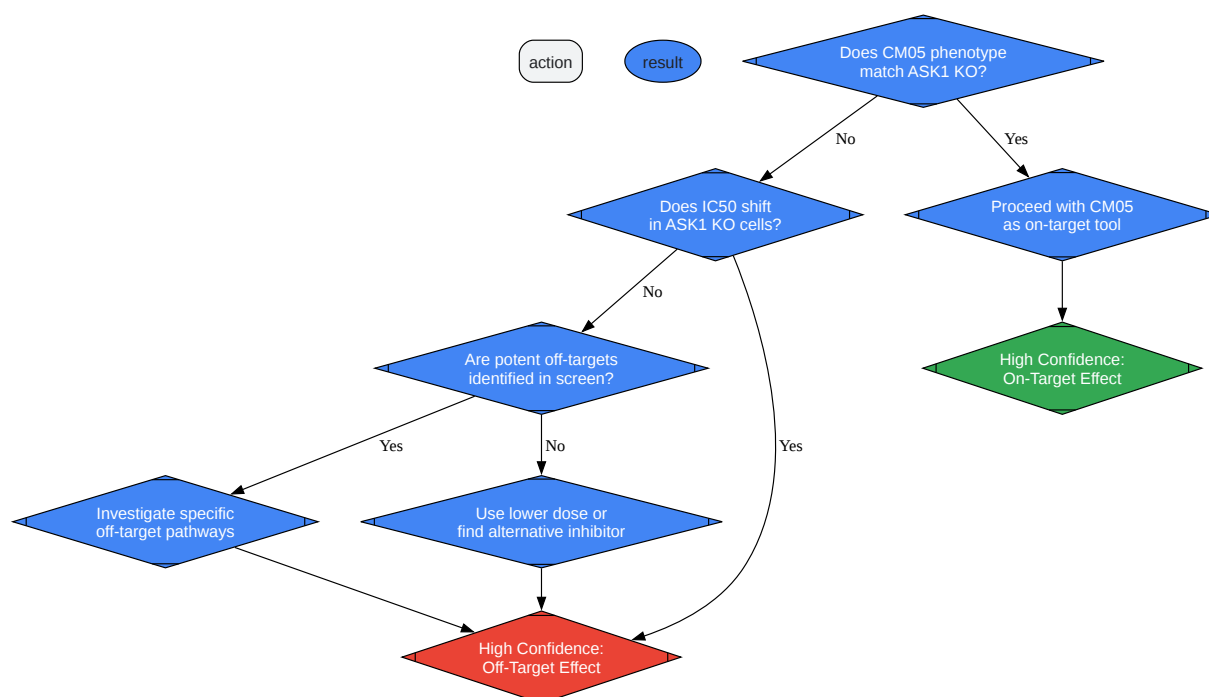 action
result
Does CM05 phenotype
match ASK1 KO?
No
Yes
Does IC50 shift
in ASK1 KO cells?
Proceed with CM05
as on-target tool
No
Are potent off-targets
identified in screen?
High Confidence:
On-Target Effect
Yes
No
Yes
Investigate specific
off-target pathways
Use lower dose or
find alternative inhibitor
High Confidence:
Off-Target Effect